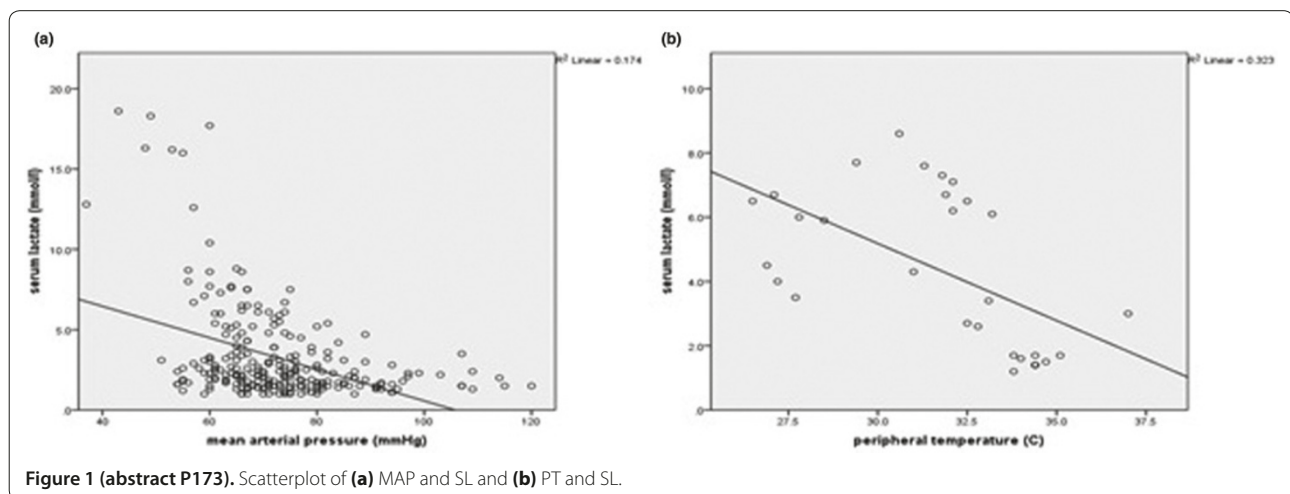 (a)
R² Linear = 0.174
20.0
15.0
10.0
5.0
.0
serum lactate (mmol/l)
40
60
80
100
120
mean arterial pressure (mmHg)
(b)
R² Linear = 0.323
10.0
8.0
6.0
4.0
2.0
.0
serum lactate (mmol/l)
27.5
30.0
32.5
35.0
37.5
peripheral temperature (C)
Figure 1 (abstract P173). Scatterplot of (a) MAP and SL and (b) PT and SL.